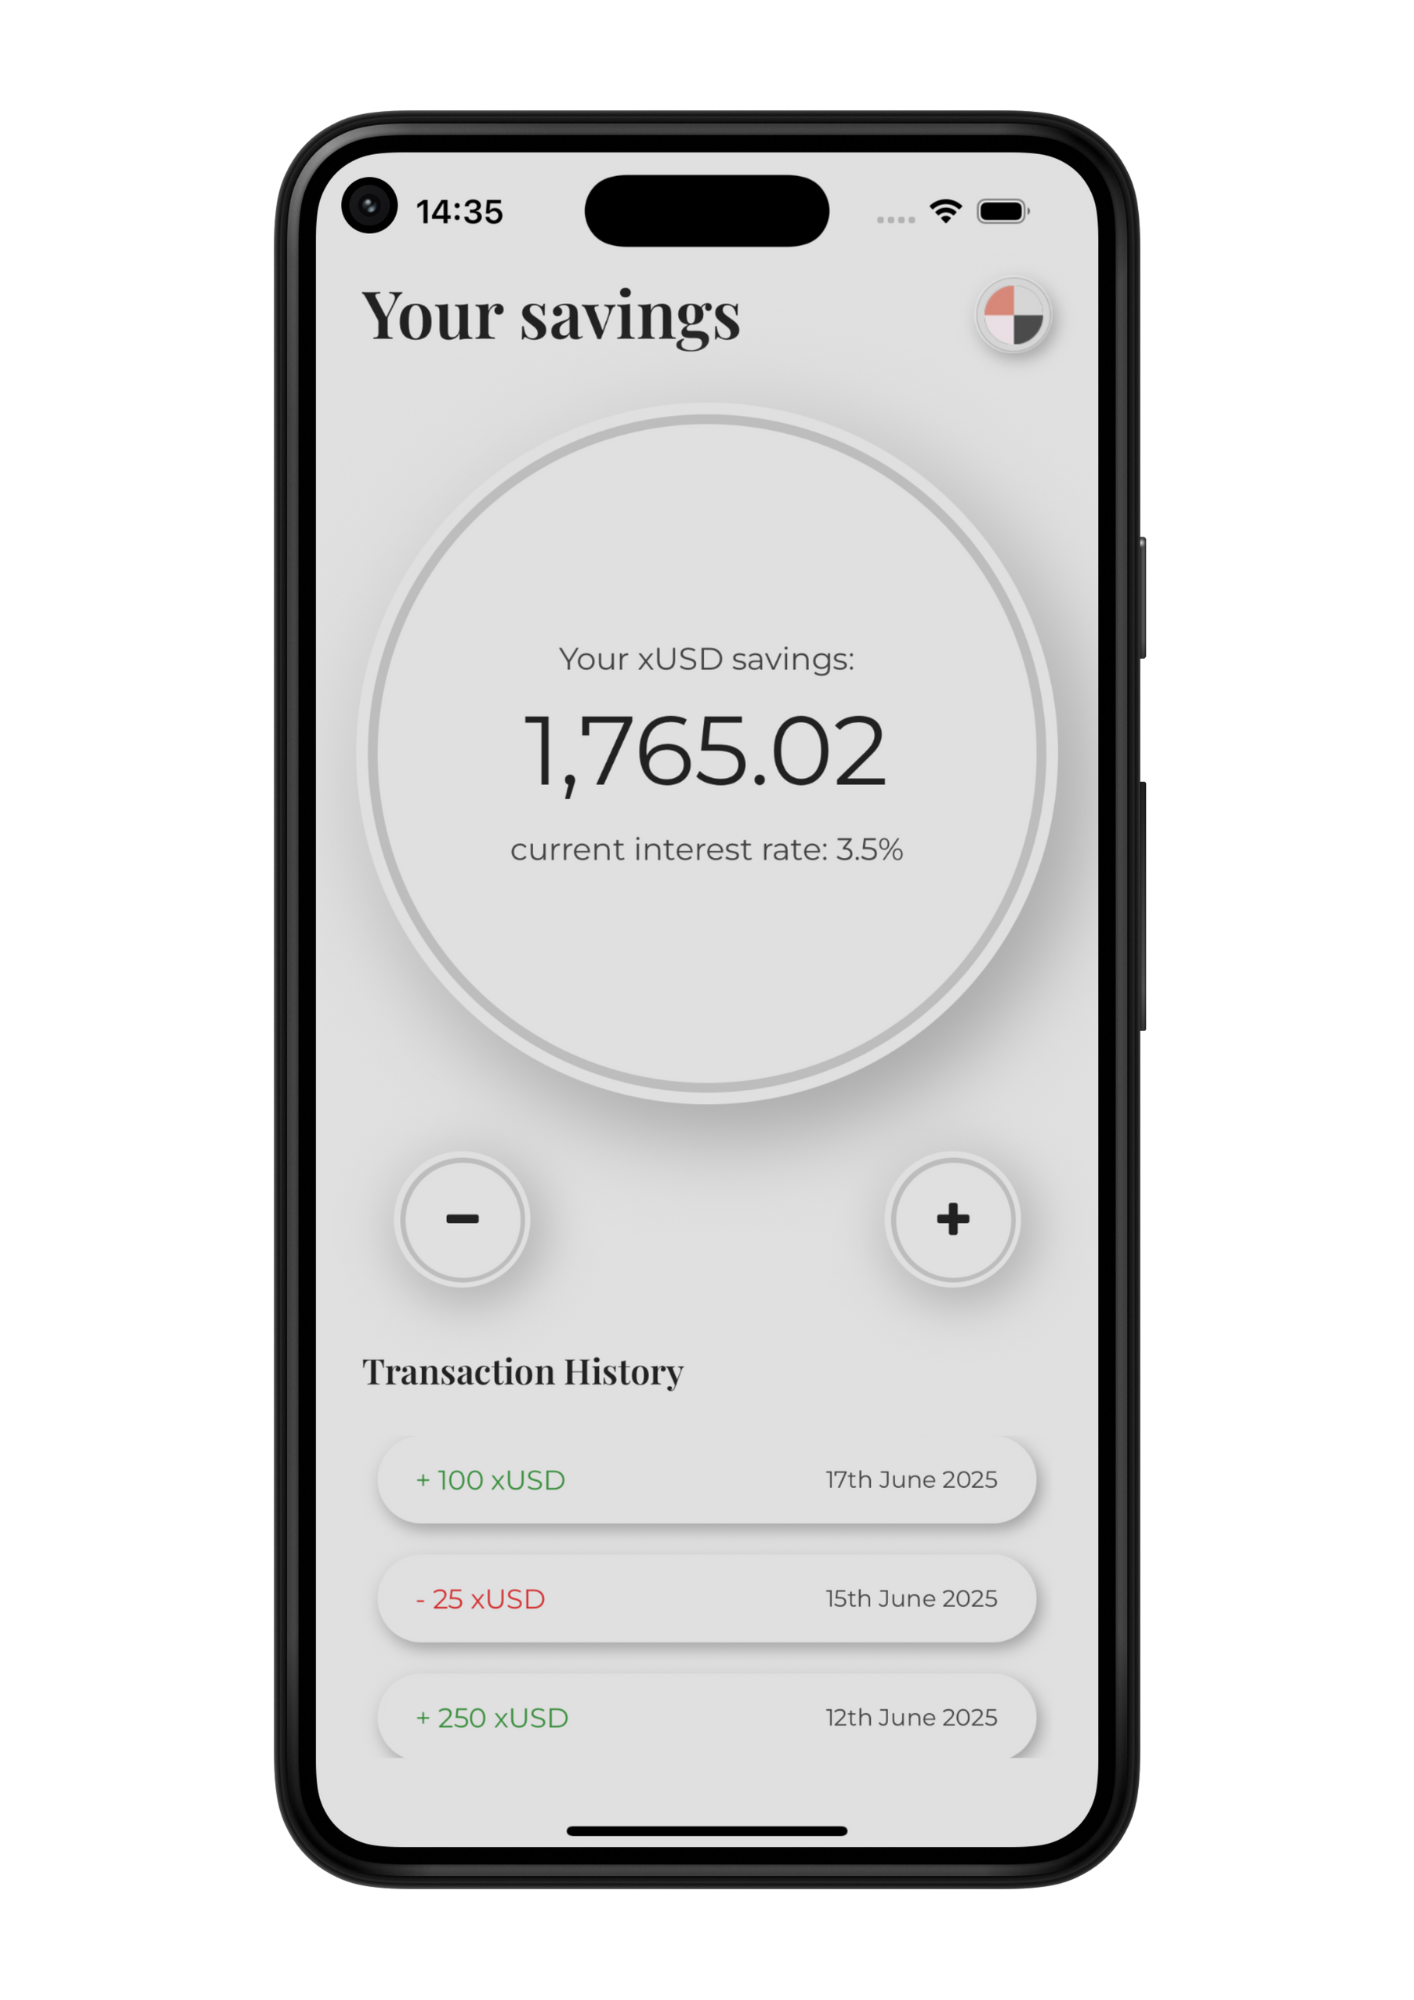 14:35
Your savings
Your xUSD savings:
1,765.02
current interest rate: 3.5%
Transaction History
+ 100 xUSD 17th June 2025
- 25 xUSD 15th June 2025
+ 250 xUSD 12th June 2025